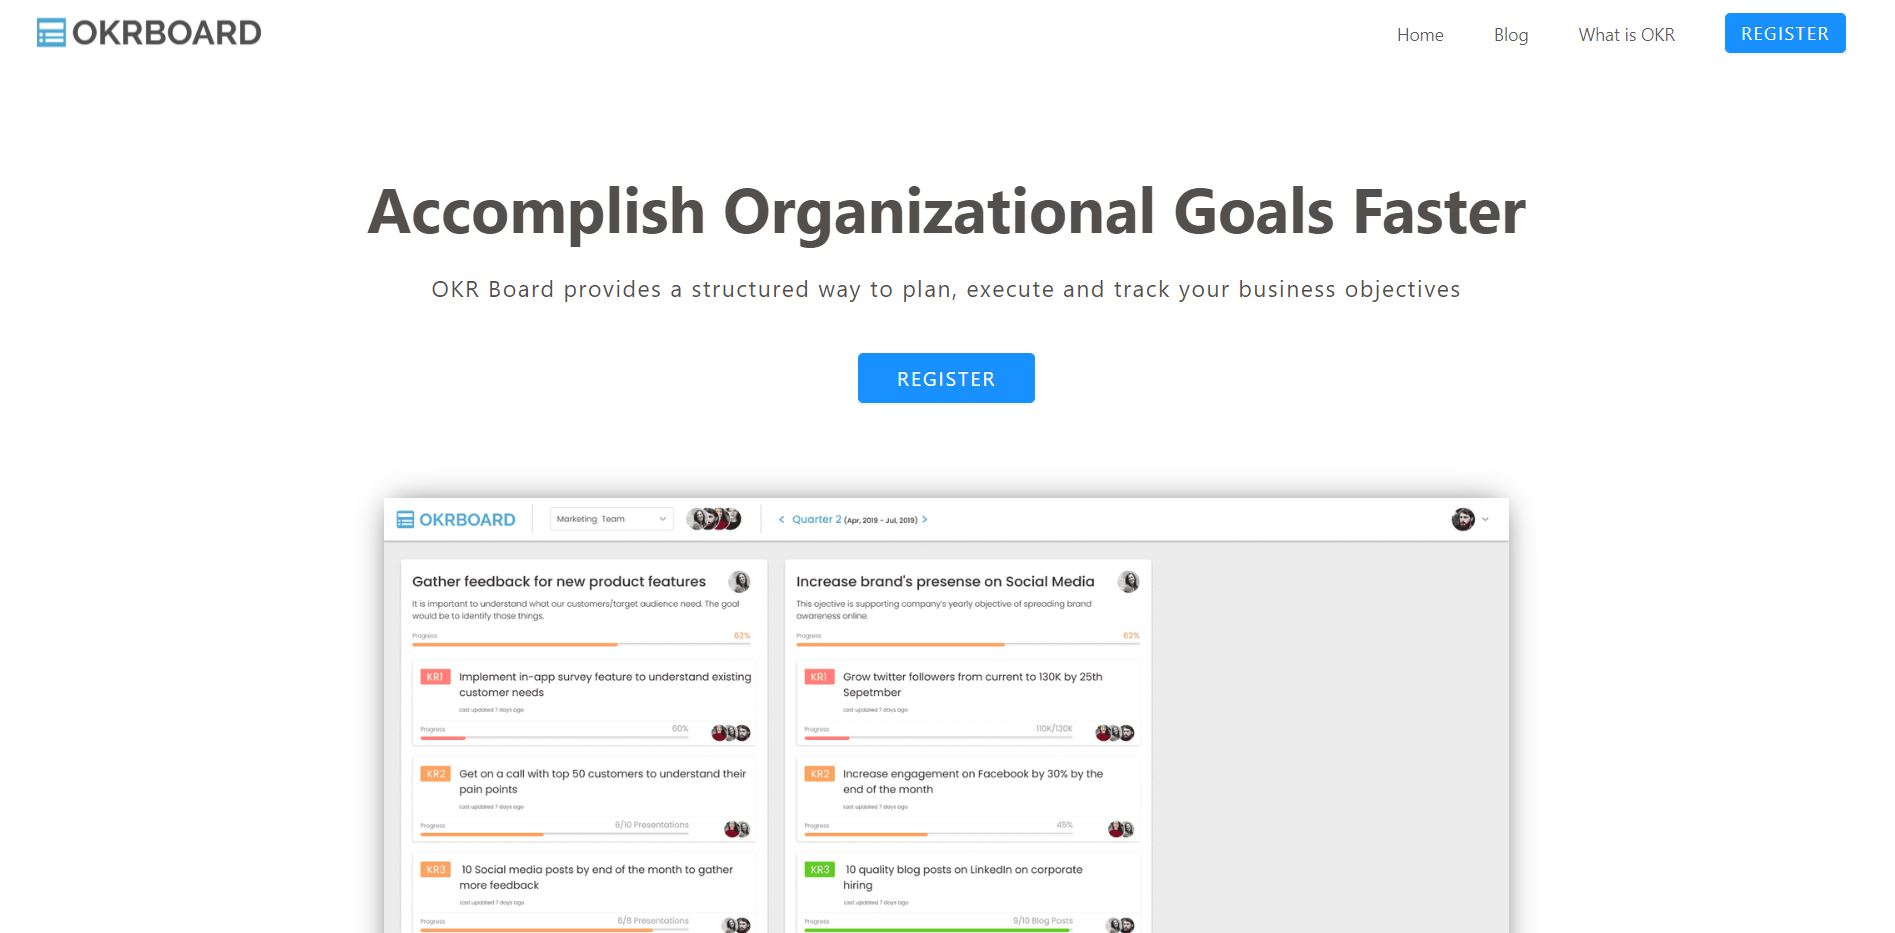 OKRBOARD
Home Blog What is OKR REGISTER
Accomplish Organizational Goals Faster
OKR Board provides a structured way to plan, execute and track your business objectives
REGISTER
OKRBOARD Marketing Team < Quarter 2 (Apr, 2019 - Jul, 2019) >
Gather feedback for new product features
It is important to understand what our customers/target audience need. The goal
would be to identify those things.
Progress 62%
KR1 Implement in-app survey feature to understand existing
customer needs
Last updated 7 days ago
Progress 60%
KR2 Get on a call with top 50 customers to understand their
pain points
Last updated 7 days ago
Progress 6/10 Presentations
KR3 10 Social media posts by end of the month to gather
more feedback
Last updated 7 days ago
Progress 6/8 Presentations
Increase brand's presense on Social Media
This ojective is supporting company's yearly objective of spreading brand
awareness online.
Progress 62%
KR1 Grow twitter followers from current to 130K by 25th
Sepetmber
Last updated 7 days ago
Progress 110K/130K
KR2 Increase engagement on Facebook by 30% by the
end of the month
Last updated 7 days ago
Progress 45%
KR3 10 quality blog posts on LinkedIn on corporate
hiring
Last updated 7 days ago
Progress 9/10 Blog Posts